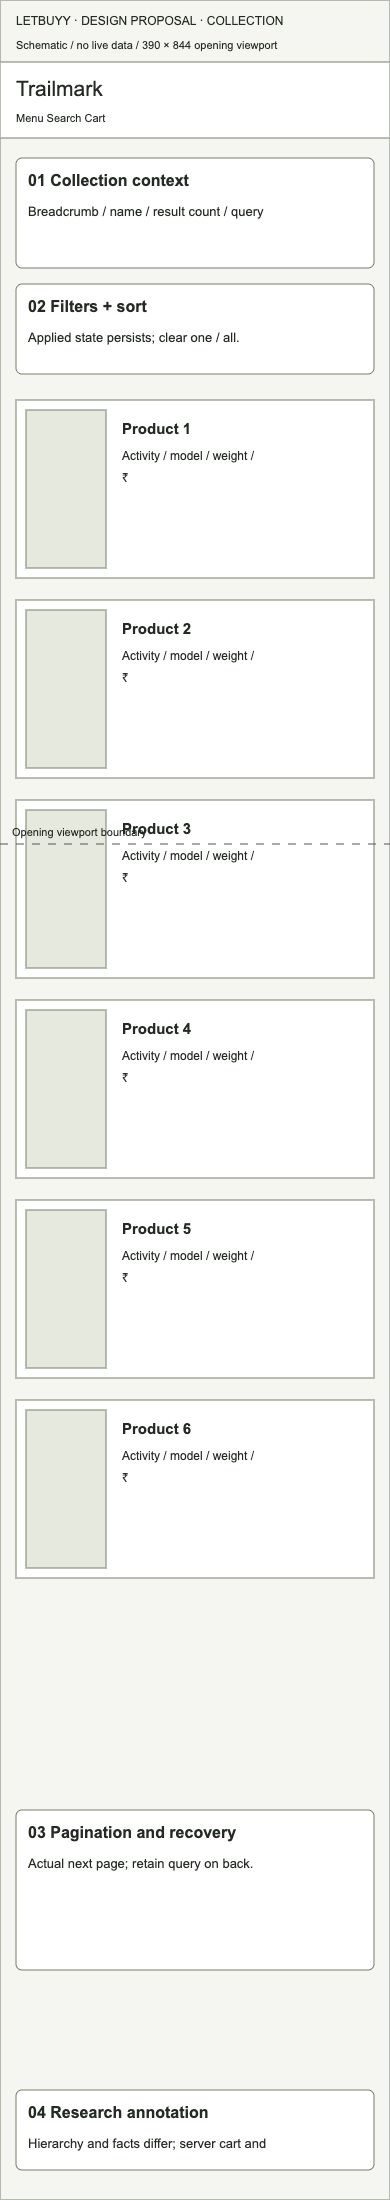 LETBUYY · DESIGN PROPOSAL · COLLECTION
Schematic / no live data / 390 × 844 opening viewport
Trailmark
Menu Search Cart
01 Collection context
Breadcrumb / name / result count / query
02 Filters + sort
Applied state persists; clear one / all.
Product 1
Activity / model / weight /
₹
Product 2
Activity / model / weight /
₹
Product 3
Opening viewport boundary
Activity / model / weight /
₹
Product 4
Activity / model / weight /
₹
Product 5
Activity / model / weight /
₹
Product 6
Activity / model / weight /
₹
03 Pagination and recovery
Actual next page; retain query on back.
04 Research annotation
Hierarchy and facts differ; server cart and